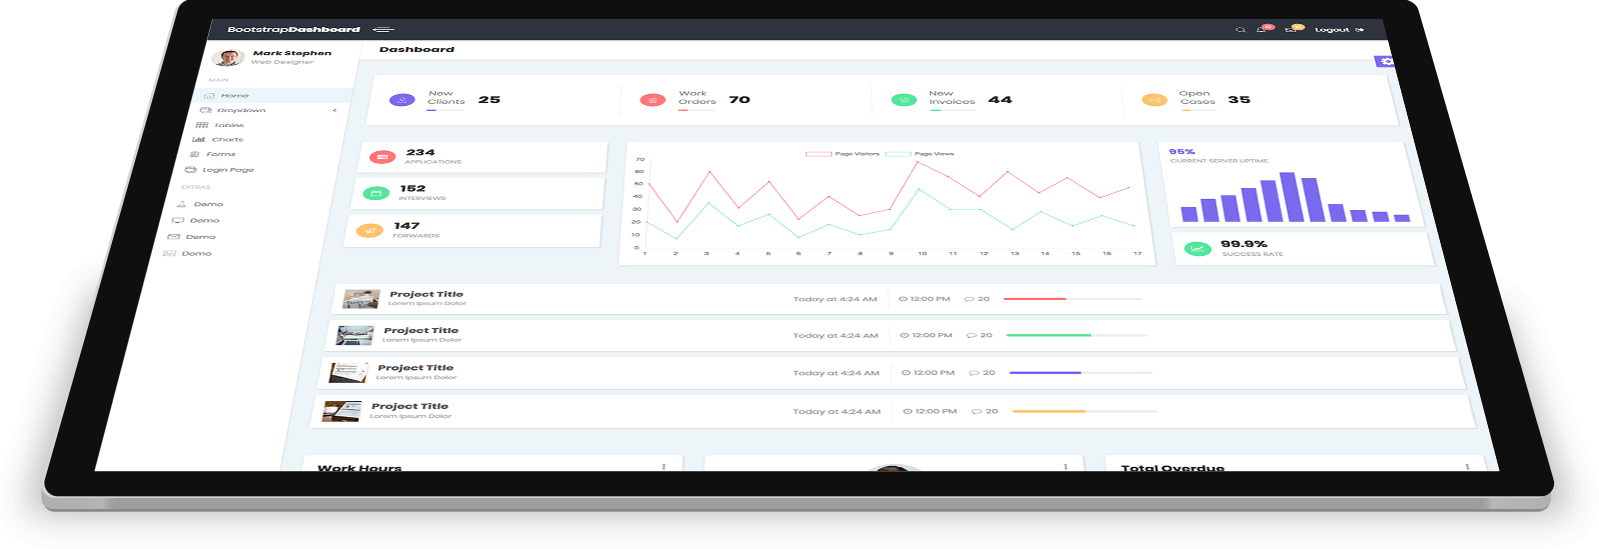 BootstrapDashboard
Logout
Mark Stephen
Web Designer
MAIN
Home
Dropdown
Tables
Charts
Forms
Login Page
EXTRAS
Demo
Demo
Demo
Demo
Dashboard
New
Clients
25
Work
Orders
70
New
Invoices
44
Open
Cases
35
234
APPLICATIONS
152
INTERVIEWS
147
FORWARDS
Page Visitors Page Views
70
60
50
40
30
20
10
0
1 2 3 4 5 6 7 8 9 10 11 12 13 14 15 16 17
95%
CURRENT SERVER UPTIME
99.9%
SUCCESS RATE
Project Title
Lorem Ipsum Dolor
Today at 4:24 AM 12:00 PM 20
Project Title
Lorem Ipsum Dolor
Today at 4:24 AM 12:00 PM 20
Project Title
Lorem Ipsum Dolor
Today at 4:24 AM 12:00 PM 20
Project Title
Lorem Ipsum Dolor
Today at 4:24 AM 12:00 PM 20
Work Hours
Total Overdue